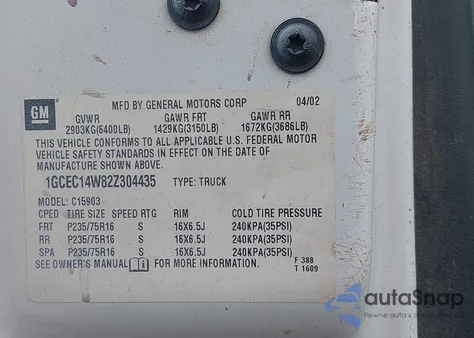 GM
MFD BY GENERAL MOTORS CORP 04/02
GVWR GAWR FRT GAWR RR
2903KG(6400LB) 1429KG(3150LB) 1672KG(3686LB)
THIS VEHICLE CONFORMS TO ALL APPLICABLE U.S. FEDERAL MOTOR
VEHICLE SAFETY STANDARDS IN EFFECT ON THE DATE OF
MANUFACTURE SHOWN ABOVE.
1GCEC14W82Z304435 TYPE: TRUCK
MODEL: C15903
CPED TIRE SIZE SPEED RTG RIM COLD TIRE PRESSURE
FRT P235/75R16 S 16X6.5J 240KPA(35PSI)
RR P235/75R16 S 16X6.5J 240KPA(35PSI)
SPA P235/75R16 S 16X6.5J 240KPA(35PSI)
SEE OWNER'S MANUAL FOR MORE INFORMATION
F 388
T 1609
autaSnap
Pewne auta